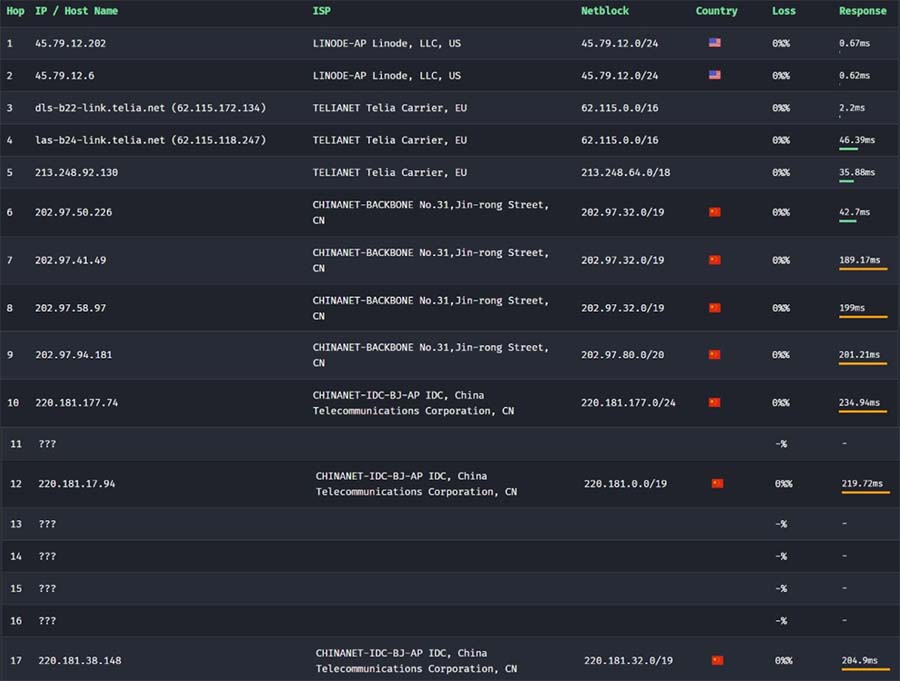 Hop IP / Host Name ISP Netblock Country Loss Response
1 45.79.12.202 LINODE-AP Linode, LLC, US 45.79.12.0/24 0%% 0.67ms
2 45.79.12.6 LINODE-AP Linode, LLC, US 45.79.12.0/24 0%% 0.62ms
3 dls-b22-link.telia.net (62.115.172.134) TELIANET Telia Carrier, EU 62.115.0.0/16 0%% 2.2ms
4 las-b24-link.telia.net (62.115.118.247) TELIANET Telia Carrier, EU 62.115.0.0/16 0%% 46.39ms
5 213.248.92.130 TELIANET Telia Carrier, EU 213.248.64.0/18 0%% 35.88ms
6 202.97.50.226 CHINANET-BACKBONE No.31,Jin-rong Street, 202.97.32.0/19 0%% 42.7ms
CN
7 202.97.41.49 CHINANET-BACKBONE No.31,Jin-rong Street, 202.97.32.0/19 0%% 189.17ms
CN
8 202.97.58.97 CHINANET-BACKBONE No.31,Jin-rong Street, 202.97.32.0/19 0%% 199ms
CN
9 202.97.94.181 CHINANET-BACKBONE No.31,Jin-rong Street, 202.97.80.0/20 0%% 201.21ms
CN
10 220.181.177.74 CHINANET-IDC-BJ-AP IDC, China 220.181.177.0/24 0%% 234.94ms
Telecommunications Corporation, CN
11 ??? -% -
12 220.181.17.94 CHINANET-IDC-BJ-AP IDC, China 220.181.0.0/19 0%% 219.72ms
Telecommunications Corporation, CN
13 ??? -% -
14 ??? -% -
15 ??? -% -
16 ??? -% -
17 220.181.38.148 CHINANET-IDC-BJ-AP IDC, China 220.181.32.0/19 0%% 204.9ms
Telecommunications Corporation, CN